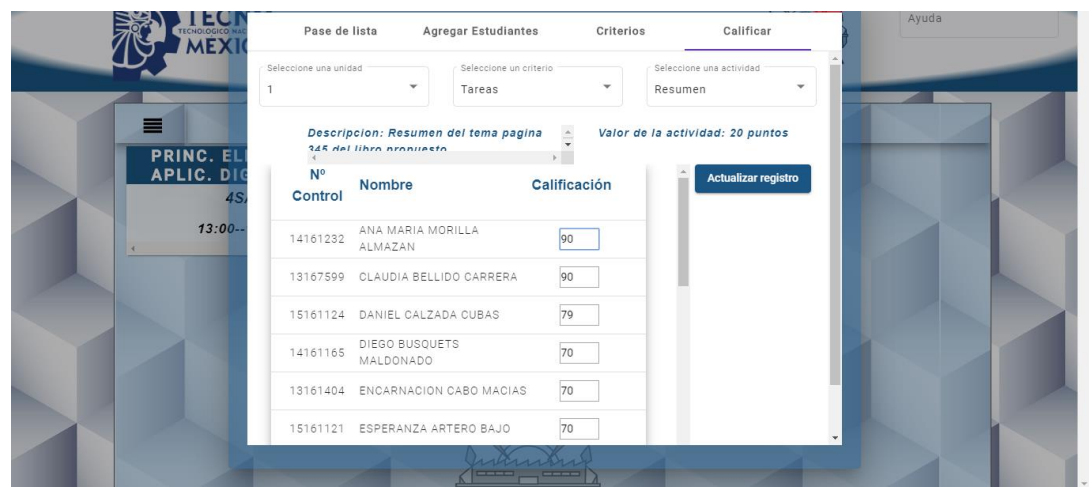 TECN
TECNOLÓGICO NAC
MÉXIC
Ayuda
Pase de lista Agregar Estudiantes Criterios Calificar
Seleccione una unidad Seleccione un criterio Seleccione una actividad
1 Tareas Resumen
Descripcion: Resumen del tema pagina Valor de la actividad: 20 puntos
345 del libro propuesto
PRINC. EL
APLIC. DIG
4S
13:00--
Actualizar registro
Nº Control Nombre Calificación
14161232 ANA MARIA MORILLA ALMAZAN 90
13167599 CLAUDIA BELLIDO CARRERA 90
15161124 DANIEL CALZADA CUBAS 79
14161165 DIEGO BUSQUETS MALDONADO 70
13161404 ENCARNACION CABO MACIAS 70
15161121 ESPERANZA ARTERO BAJO 70